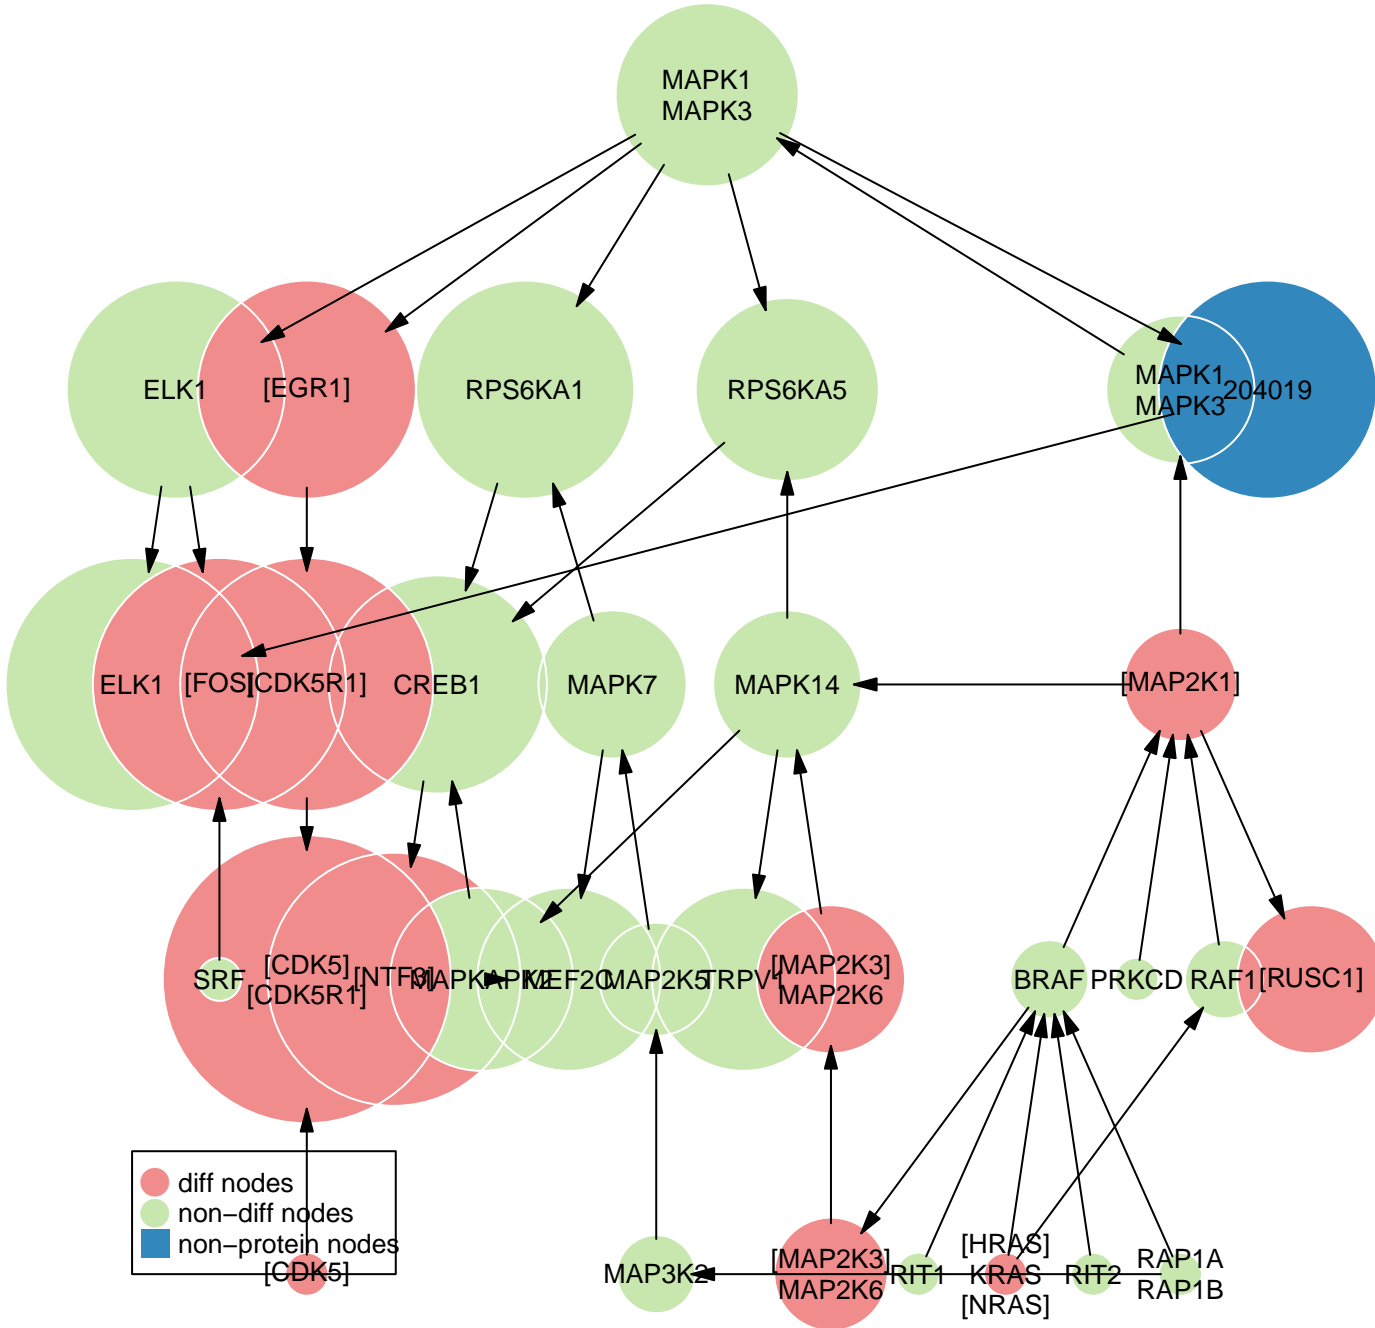 MAPK1
MAPK3
ELK1
[EGR1]
RPS6KA1
RPS6KA5
MAPK1
MAPK3
204019
ELK1
[FOS]
[CDK5R1]
CREB1
MAPK7
MAPK14
[MAP2K1]
SRF
[CDK5]
[CDK5R1]
[NTF3]
MAPKAPK2
MEF2C
MAP2K5
TRPV1
[MAP2K3]
MAP2K6
BRAF
PRKCD
RAF1
[RUSC1]
diff nodes
non−diff nodes
non−protein nodes
[CDK5]
MAP3K2
[MAP2K3]
MAP2K6
RIT1
[HRAS]
KRAS
[NRAS]
RIT2
RAP1A
RAP1B